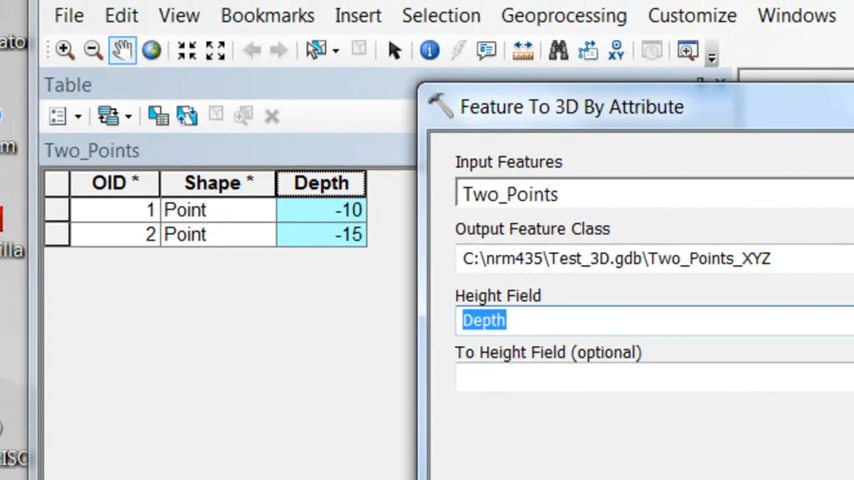 File Edit View Bookmarks Insert Selection Geoprocessing Customize Windows
Table
Two_Points
OID * Shape * Depth
1 Point -10
2 Point -15
Feature To 3D By Attribute
Input Features
Two_Points
Output Feature Class
C:\nrm435\Test_3D.gdb\Two_Points_XYZ
Height Field
Depth
To Height Field (optional)